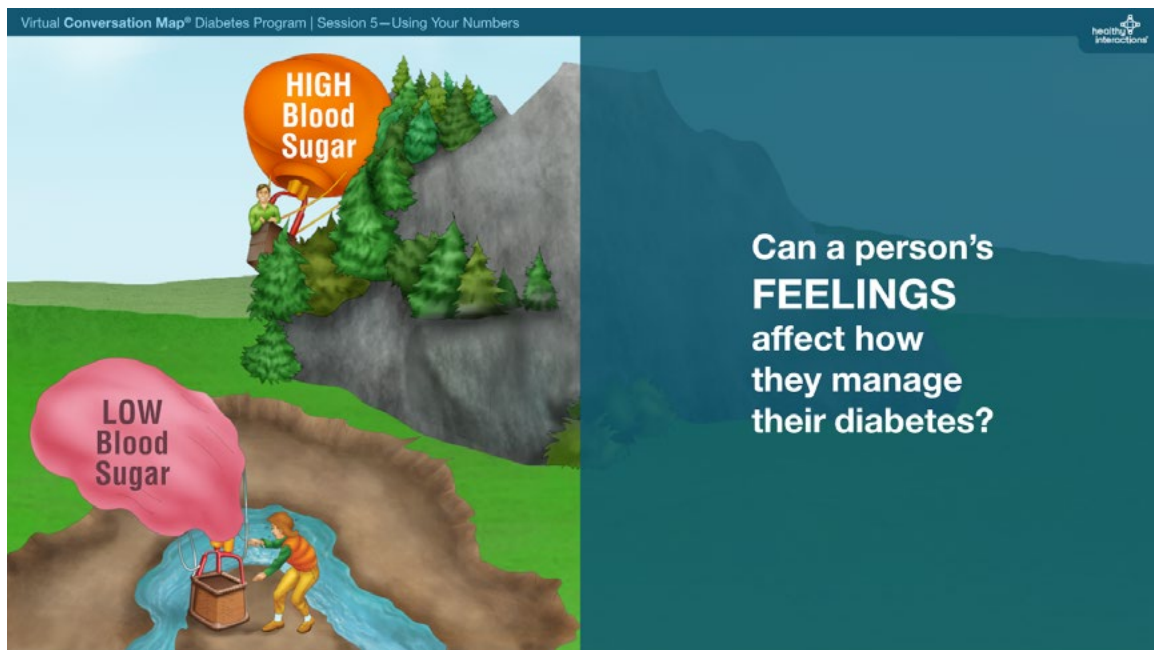 Virtual Conversation Map® Diabetes Program | Session 5—Using Your Numbers
healthy
interactions
HIGH
Blood
Sugar
LOW
Blood
Sugar
Can a person’s
FEELINGS
affect how
they manage
their diabetes?